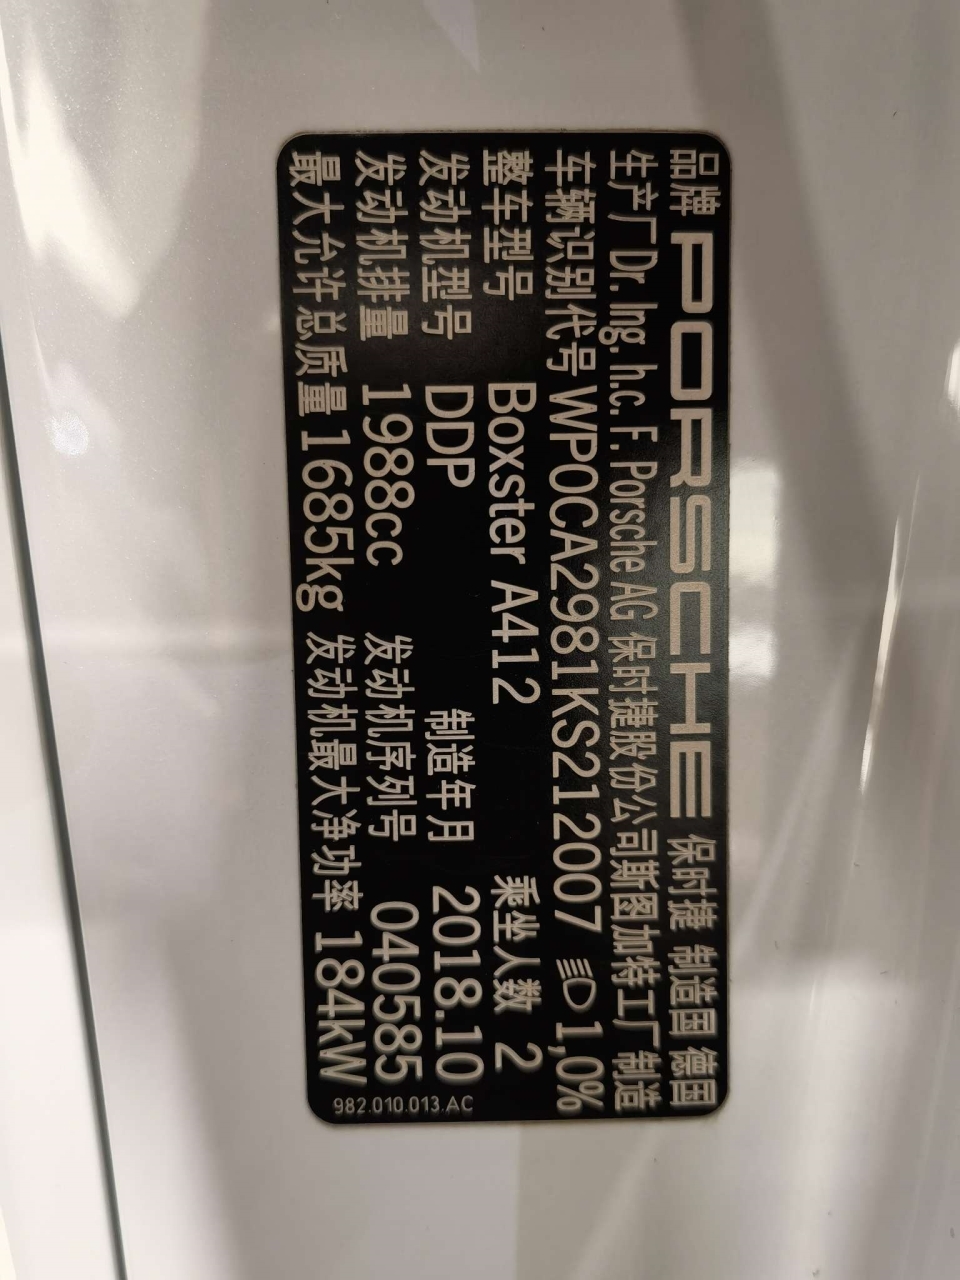 品牌 PORSCHE 保时捷 制造国 德国
生产厂 Dr. Ing. h.c. F. Porsche AG 保时捷股份公司斯图加特工厂制造
车辆识别代号 WP0CA2981KS212007 1,0%
整车型号 Boxster A412 乘坐人数 2
发动机型号 DDP 制造年月 2018.10
发动机排量 1988cc 发动机序列号 040585
最大允许总质量 1685kg 发动机最大净功率 184kW
982.010.013.AC